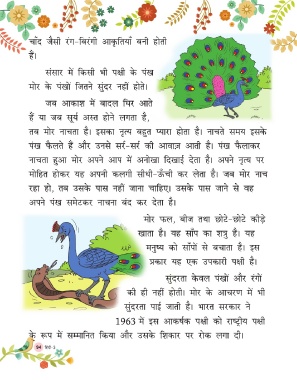 चाँद जैसी रंग-बिरंगी आकृतियाँ बनी होती
हैं।
संसार में किसी भी पक्षी के पंख
मोर के पंखों जितने सुंदर नहीं होते।
जब आकाश में बादल घिर आते
हैं या जब सूर्य अस्त होने लगता है,
तब मोर नाचता है। इसका नृत्य बहुत प्यारा होता है। नाचते समय इसके
पंख फैलते हैं और उनसे सर्र-सर्र की आवाज़ आती है। पंख फैलाकर
नाचता हुआ मोर अपने आप में अनोखा दिखाई देता है। अपने नृत्य पर
मोहित होकर यह अपनी कलगी सीधी-ऊँची कर लेता है। जब मोर नाच
रहा हो, तब उसके पास नहीं जाना चाहिए। उसके पास जाने से वह
अपने पंख समेटकर नाचना बंद कर देता है।
मोर फल, बीज तथा छोटे-छोटे कीड़े
खाता है। यह साँप का शत्रु है। यह
मनुष्य को साँपों से बचाता है। इस
प्रकार यह एक उपकारी पक्षी है।
सुंदरता केवल पंखों और रंगों
की ही नहीं होती। मोर के आचरण में भी
सुंदरता पाई जाती है। भारत सरकार ने
1963 में इस आकर्षक पक्षी को राष्ट्रीय पक्षी
के रूप में सम्मानित किया और उसके शिकार पर रोक लगा दी।
94